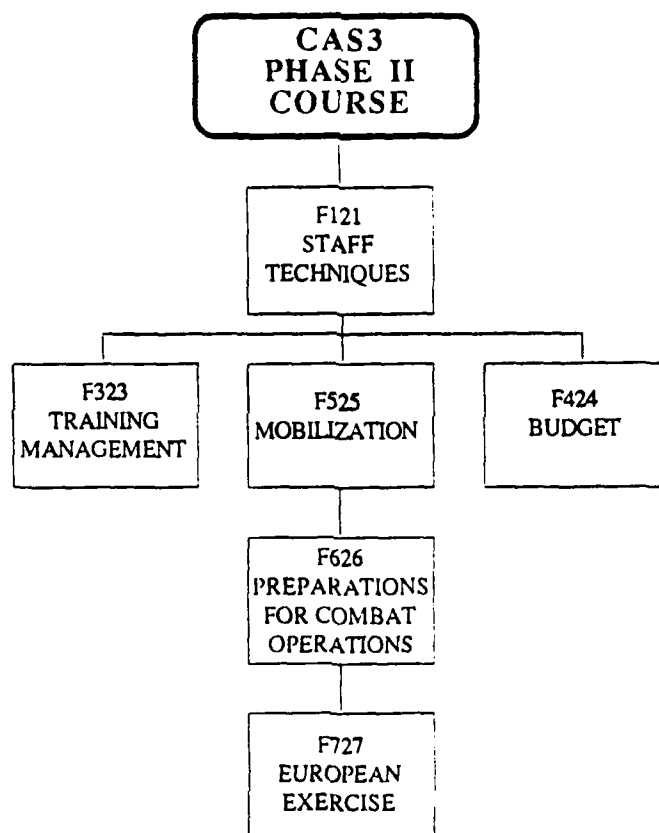 CAS3
PHASE II
COURSE
F121
STAFF
TECHNIQUES
F323
TRAINING
MANAGEMENT
F525
MOBILIZATION
F424
BUDGET
F626
PREPARATIONS
FOR COMBAT
OPERATIONS
F727
EUROPEAN
EXERCISE